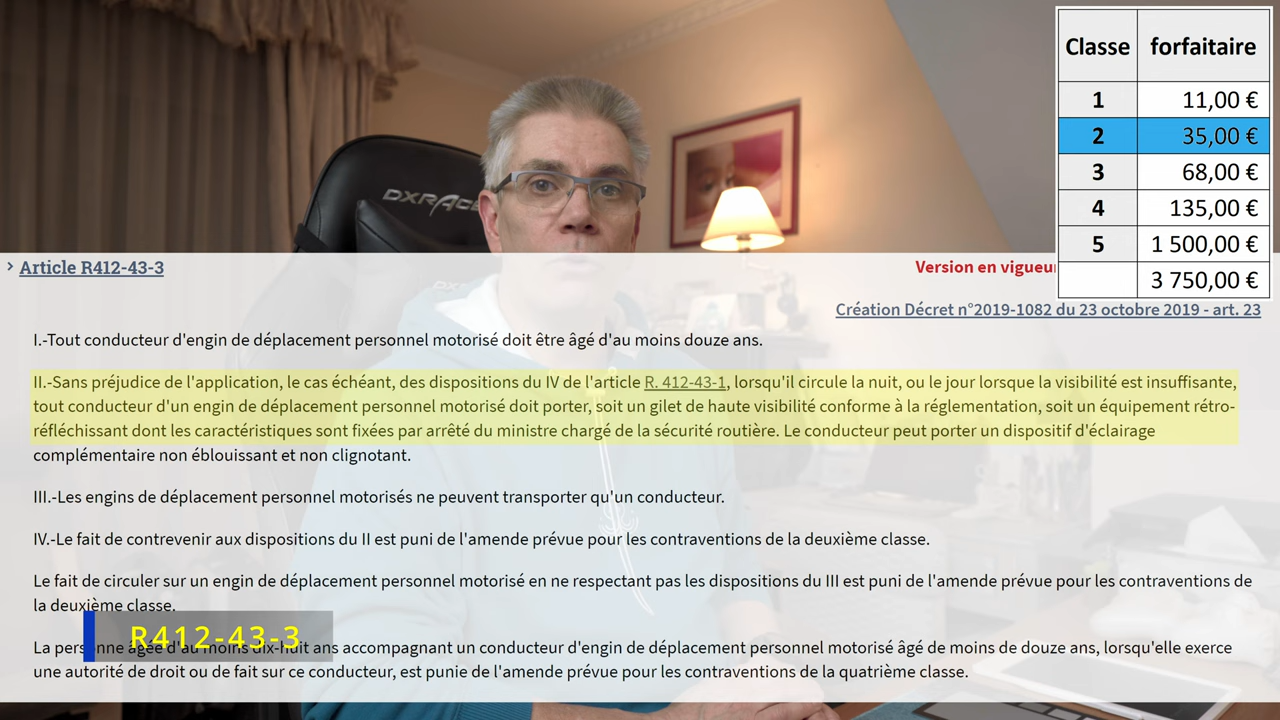 Classe forfaitaire
1 11,00 €
2 35,00 €
3 68,00 €
4 135,00 €
5 1 500,00 €
3 750,00 €
DXRACE
Article R412-43-3
Version en vigueur
Création Décret n°2019-1082 du 23 octobre 2019 - art. 23
I.-Tout conducteur d'engin de déplacement personnel motorisé doit être âgé d'au moins douze ans.
II.-Sans préjudice de l'application, le cas échéant, des dispositions du IV de l'article R. 412-43-1, lorsqu'il circule la nuit, ou le jour lorsque la visibilité est insuffisante,
tout conducteur d'un engin de déplacement personnel motorisé doit porter, soit un gilet de haute visibilité conforme à la réglementation, soit un équipement rétro-
réfléchissant dont les caractéristiques sont fixées par arrêté du ministre chargé de la sécurité routière. Le conducteur peut porter un dispositif d'éclairage
complémentaire non éblouissant et non clignotant.
III.-Les engins de déplacement personnel motorisés ne peuvent transporter qu'un conducteur.
IV.-Le fait de contrevenir aux dispositions du II est puni de l'amende prévue pour les contraventions de la deuxième classe.
Le fait de circuler sur un engin de déplacement personnel motorisé en ne respectant pas les dispositions du III est puni de l'amende prévue pour les contraventions de
la deuxième classe.
R412-43-3
La personne âgée d'au moins dix-huit ans accompagnant un conducteur d'engin de déplacement personnel motorisé âgé de moins de douze ans, lorsqu'elle exerce
une autorité de droit ou de fait sur ce conducteur, est punie de l'amende prévue pour les contraventions de la quatrième classe.